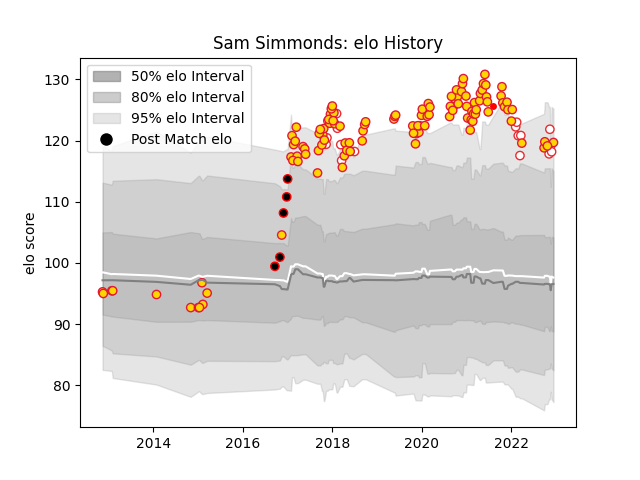 Sam Simmonds: elo History
50% elo Interval
80% elo Interval
95% elo Interval
Post Match elo
elo score
130
120
110
100
90
80
2014 2016 2018 2020 2022